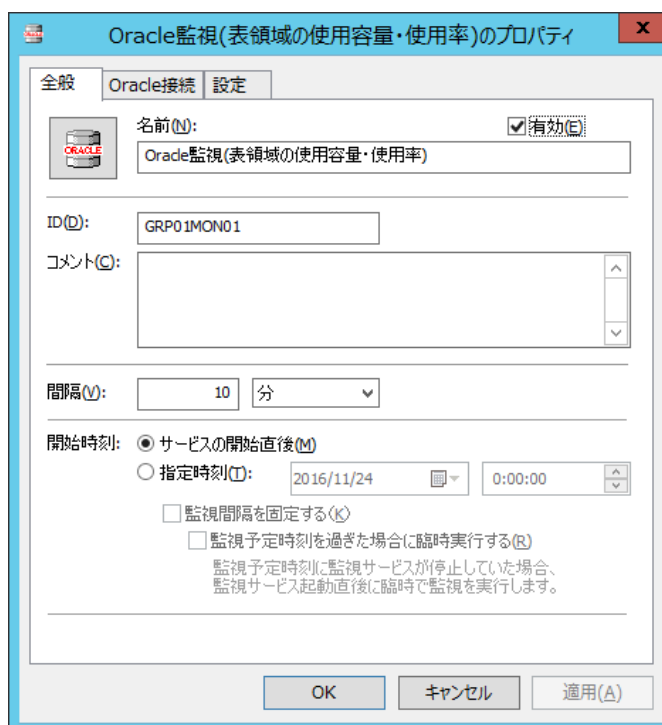 Oracle監視(表領域の使用容量・使用率)のプロパティ
x
全般 Oracle接続 設定
名前(N): 有効(E)
ORACLE
Oracle監視(表領域の使用容量・使用率)
ID(D): GRP01MON01
コメント(C):
間隔(V): 10 分
開始時刻: サービスの開始直後(M)
指定時刻(T): 2016/11/24 0:00:00
監視間隔を固定する(K)
監視予定時刻を過ぎた場合に臨時実行する(R)
監視予定時刻に監視サービスが停止していた場合、
監視サービス起動直後に臨時で監視を実行します。
OK キャンセル 適用(A)